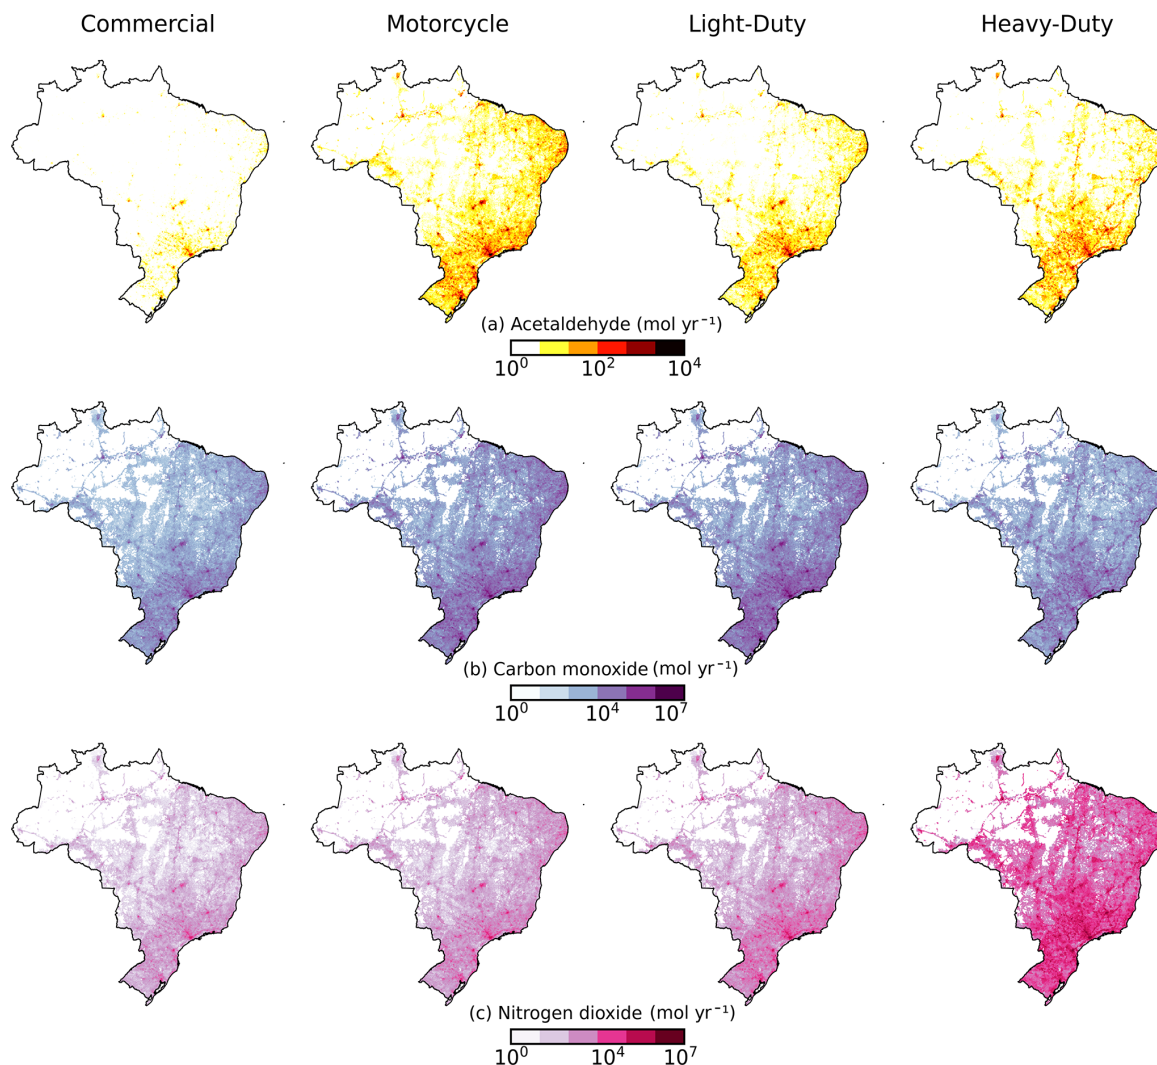 Commercial Motorcycle Light-Duty Heavy-Duty
(a) Acetaldehyde (mol yr⁻¹)
10⁰ 10² 10⁴
(b) Carbon monoxide (mol yr⁻¹)
10⁰ 10⁴ 10⁷
(c) Nitrogen dioxide (mol yr⁻¹)
10⁰ 10⁴ 10⁷